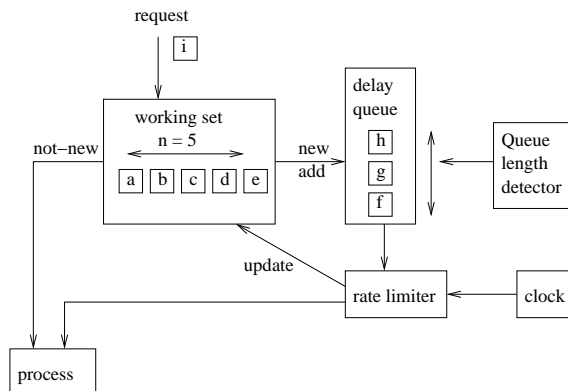 request
i
working set
n = 5
a b c d e
not-new
new
add
delay
queue
h
g
f
Queue
length
detector
update
rate limiter
clock
process